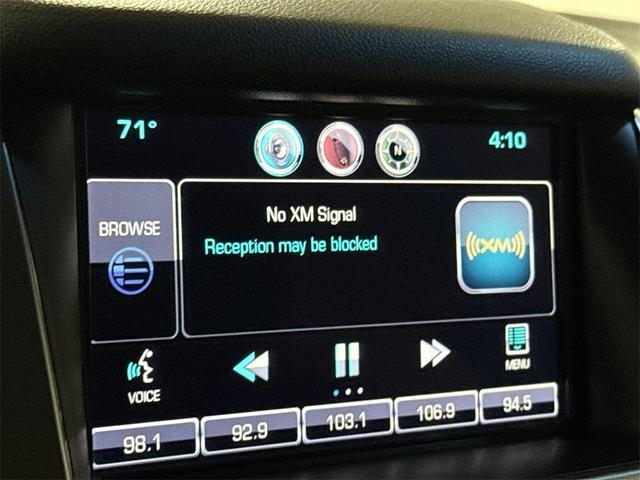 71°
N
4:10
BROWSE
No XM Signal
Reception may be blocked
((XM))
VOICE
MENU
98.1
92.9
103.1
106.9
94.5